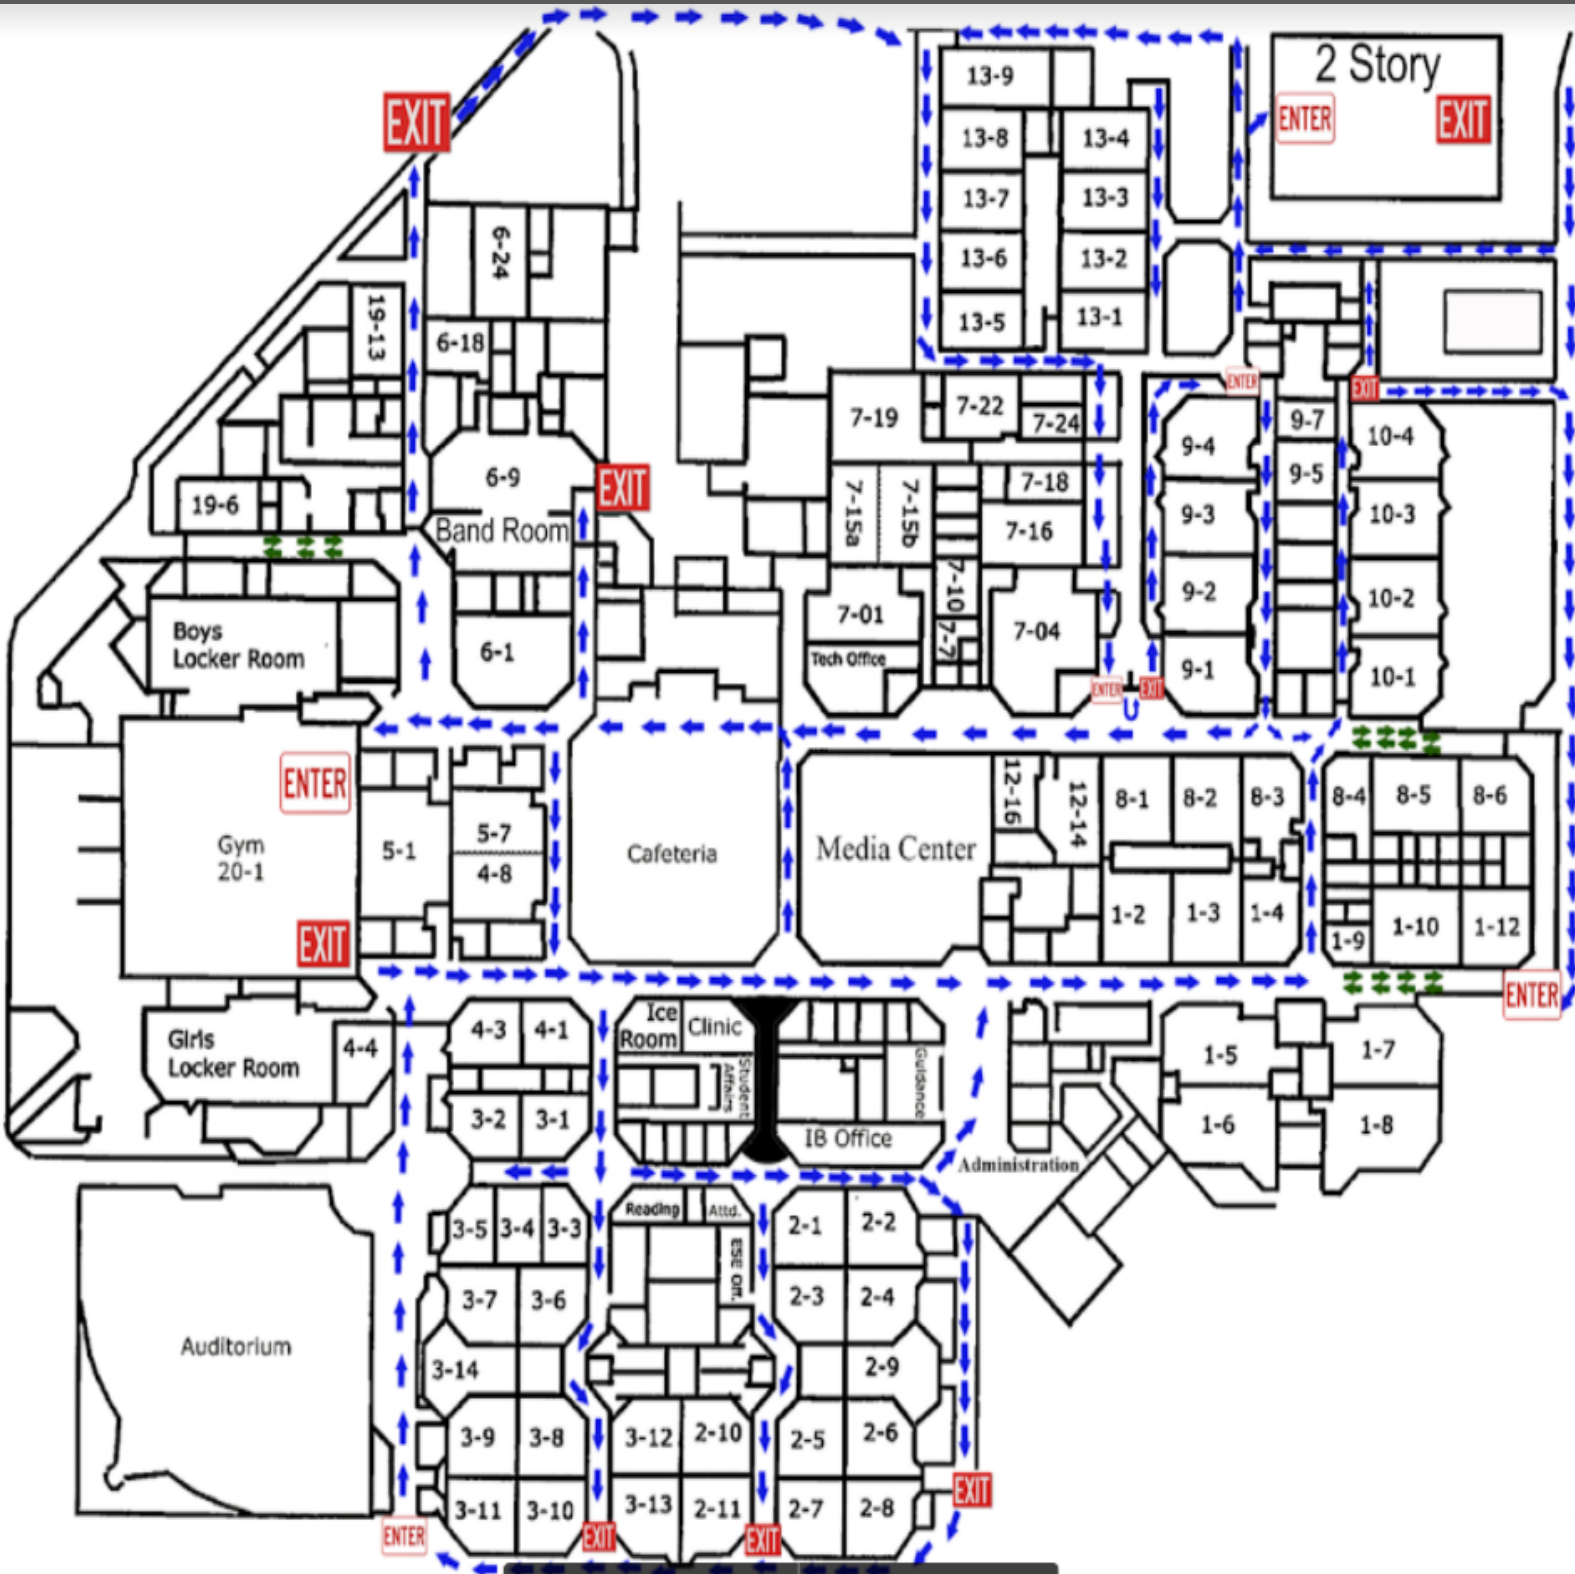 2 Story
ENTER
EXIT
EXIT
13-9
13-8
13-4
13-7
13-3
13-6
13-2
13-5
13-1
6-24
19-13
6-18
ENTER
EXIT
7-19
7-22
7-24
9-4
9-7
10-4
6-9
EXIT
9-5
19-6
7-15a
7-15b
7-18
9-3
10-3
Band Room
7-16
7-10
9-2
10-2
Boys
Locker Room
6-1
7-01
7-7
7-04
Tech Office
9-1
10-1
ENTER
EXIT
ENTER
Gym
20-1
5-1
5-7
4-8
Cafeteria
Media Center
12-16
12-14
8-1
8-2
8-3
8-4
8-5
8-6
1-2
1-3
1-4
1-9
1-10
1-12
EXIT
ENTER
Girls
Locker Room
4-4
4-3
4-1
Ice
Room
Clinic
Student
Affairs
Guidance
3-2
3-1
IB Office
1-5
1-7
1-6
1-8
Administration
3-5
3-4
3-3
Reading
Attd.
2-1
2-2
ESE Off.
3-7
3-6
2-3
2-4
Auditorium
3-14
2-9
3-9
3-8
3-12
2-10
2-5
2-6
3-11
3-10
3-13
2-11
2-7
2-8
EXIT
ENTER
EXIT
EXIT